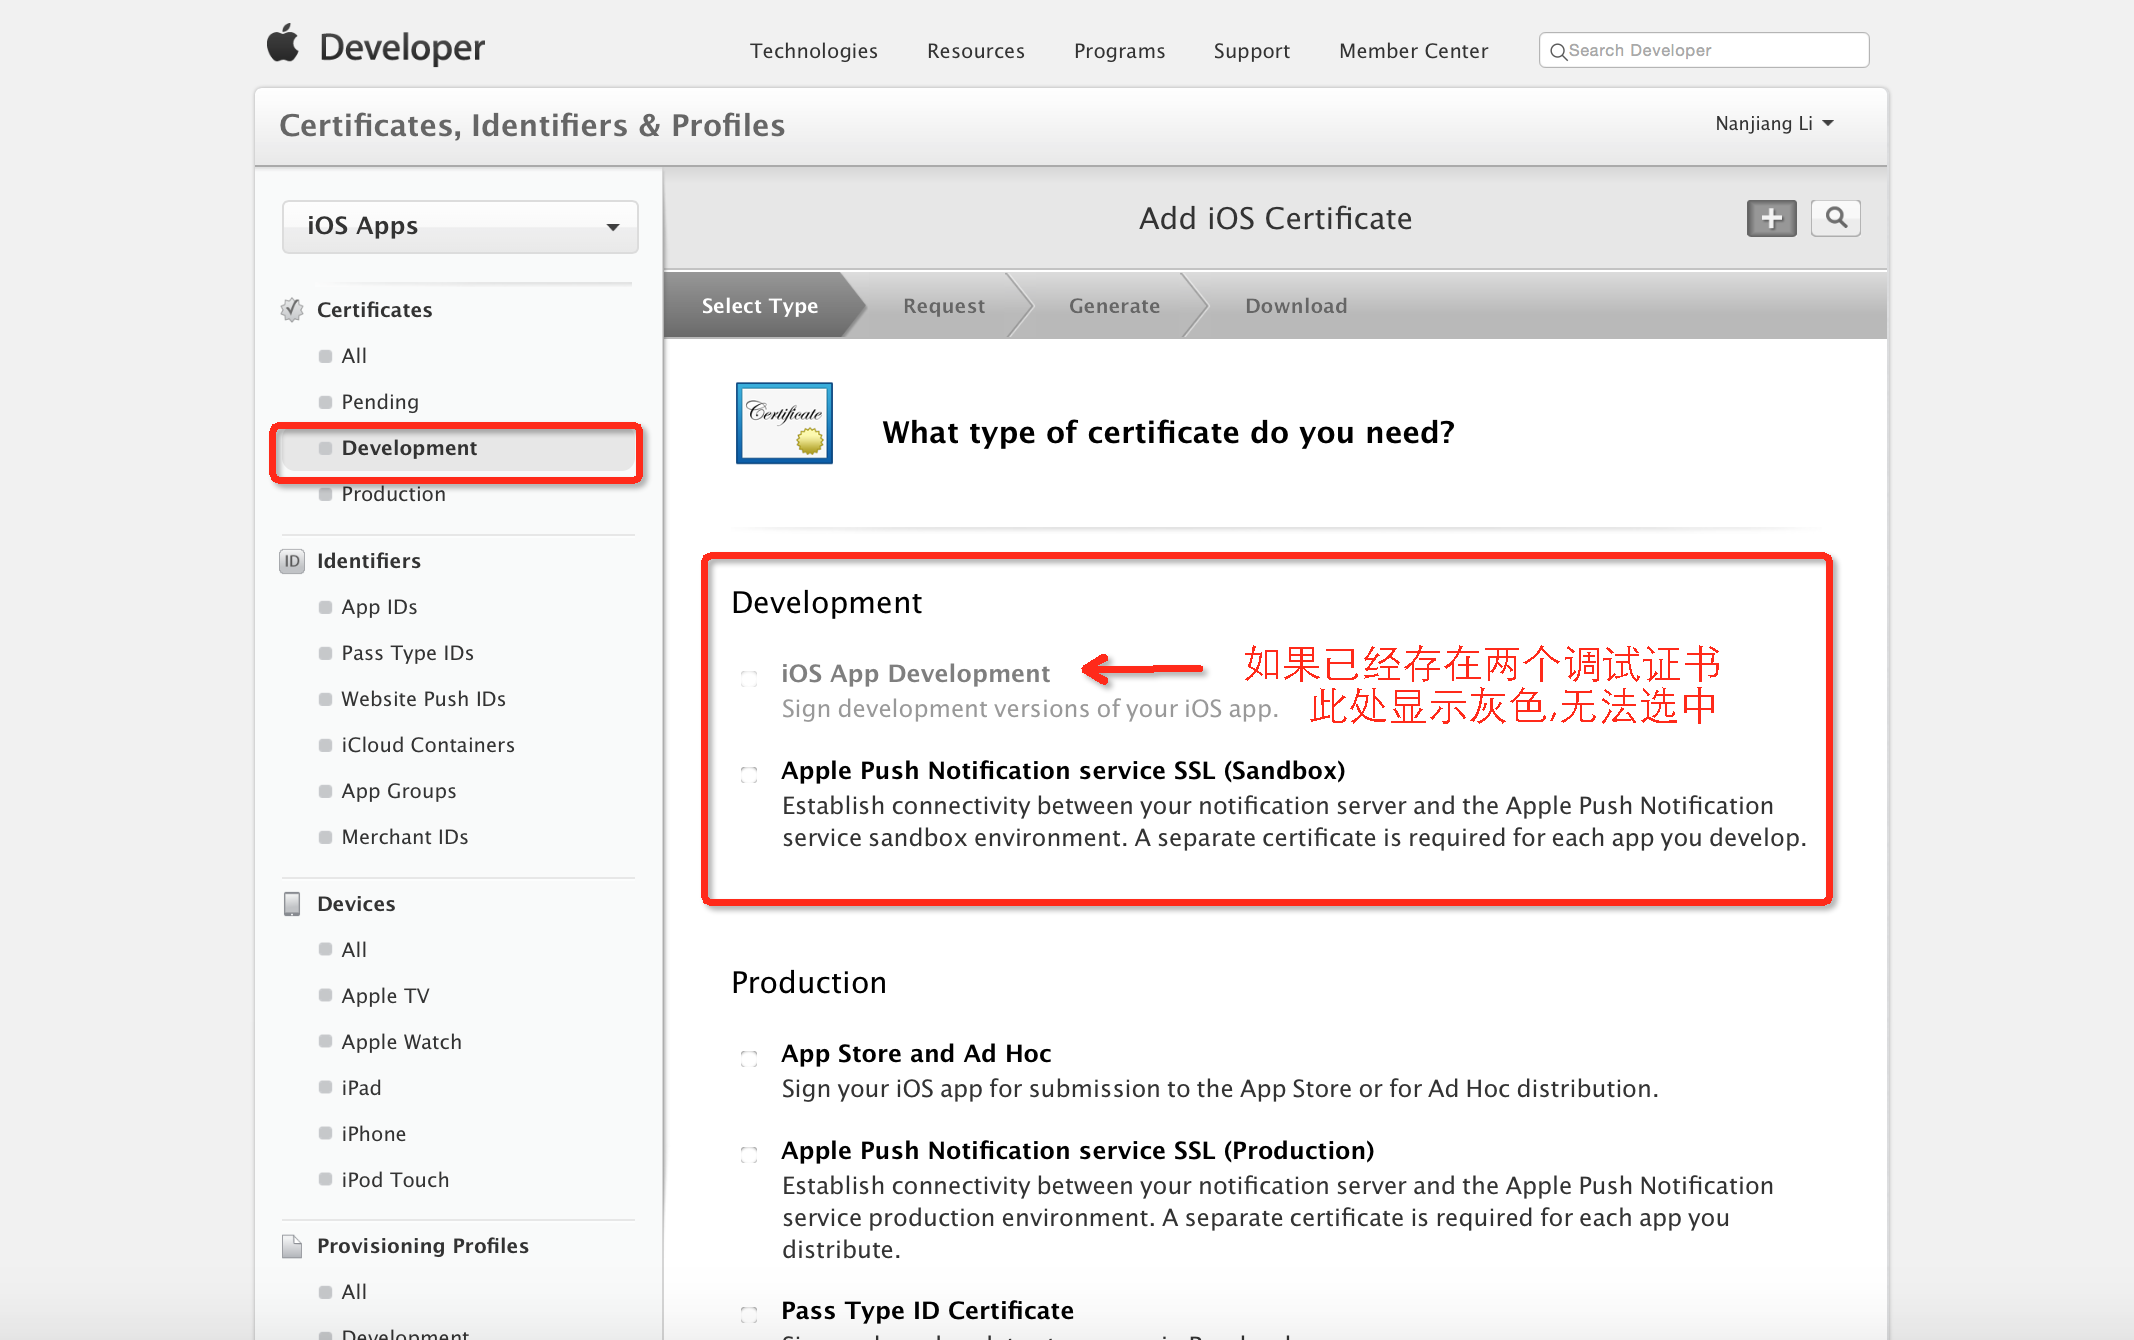 Developer
Technologies
Resources
Programs
Support
Member Center
Search Developer
Certificates, Identifiers & Profiles
Nanjiang Li
iOS Apps
Certificates
All
Pending
Development
Production
ID Identifiers
App IDs
Pass Type IDs
Website Push IDs
iCloud Containers
App Groups
Merchant IDs
Devices
All
Apple TV
Apple Watch
iPad
iPhone
iPod Touch
Provisioning Profiles
All
Development
Add iOS Certificate
Select Type
Request
Generate
Download
Certificate
What type of certificate do you need?
Development
iOS App Development
如果已经存在两个调试证书
Sign development versions of your iOS app.
此处显示灰色,无法选中
Apple Push Notification service SSL (Sandbox)
Establish connectivity between your notification server and the Apple Push Notification
service sandbox environment. A separate certificate is required for each app you develop.
Production
App Store and Ad Hoc
Sign your iOS app for submission to the App Store or for Ad Hoc distribution.
Apple Push Notification service SSL (Production)
Establish connectivity between your notification server and the Apple Push Notification
service production environment. A separate certificate is required for each app you
distribute.
Pass Type ID Certificate